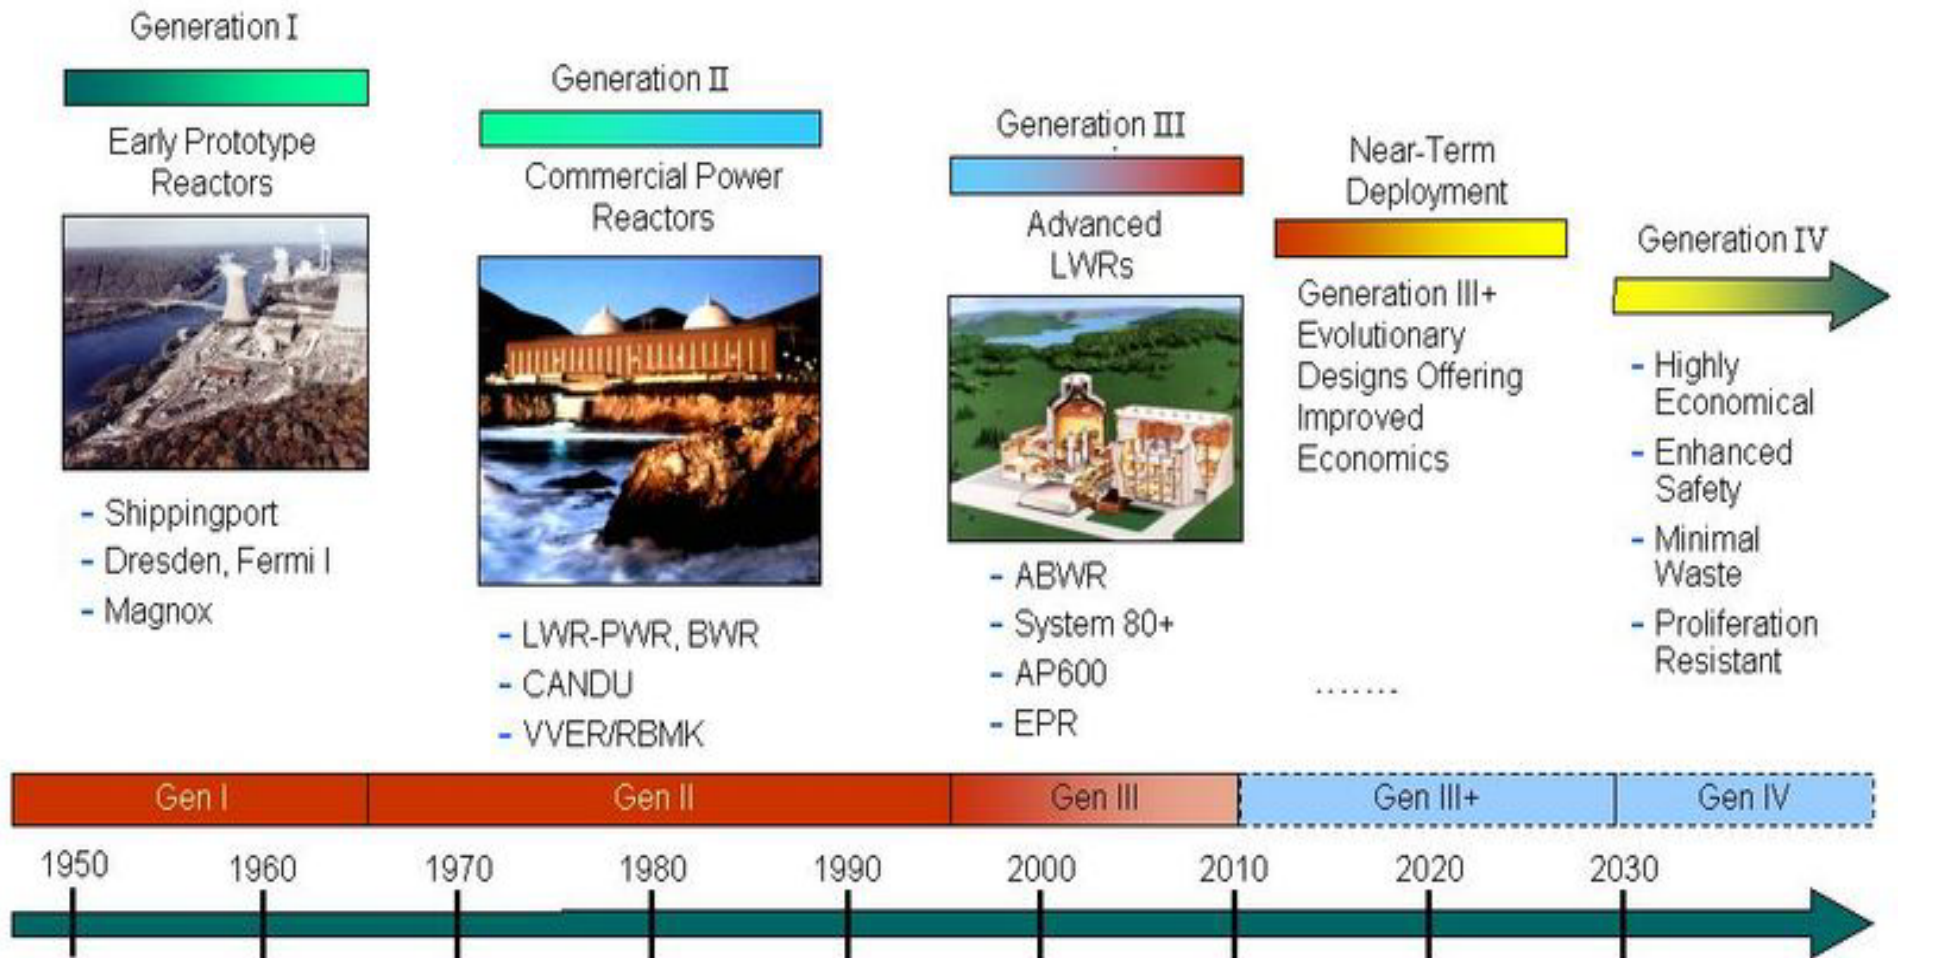 Generation I
Early Prototype
Reactors
- Shippingport
- Dresden, Fermi I
- Magnox
Generation II
Commercial Power
Reactors
- LWR-PWR, BWR
- CANDU
- VVER/RBMK
Generation III
Advanced
LWRs
- ABWR
- System 80+
- AP600
- EPR
Near-Term
Deployment
Generation III+
Evolutionary
Designs Offering
Improved
Economics
.......
Generation IV
- Highly
Economical
- Enhanced
Safety
- Minimal
Waste
- Proliferation
Resistant
Gen I Gen II Gen III Gen III+ Gen IV
1950 1960 1970 1980 1990 2000 2010 2020 2030